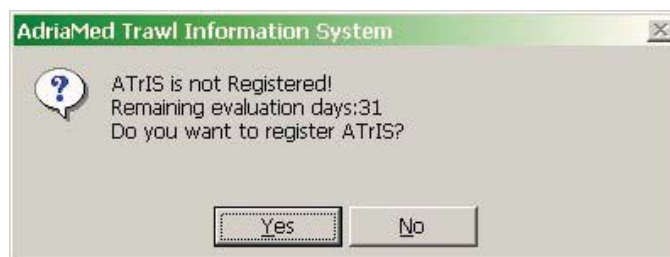 AdriaMed Trawl Information System
ATrIS is not Registered!
Remaining evaluation days:31
Do you want to register ATrIS?
Yes No